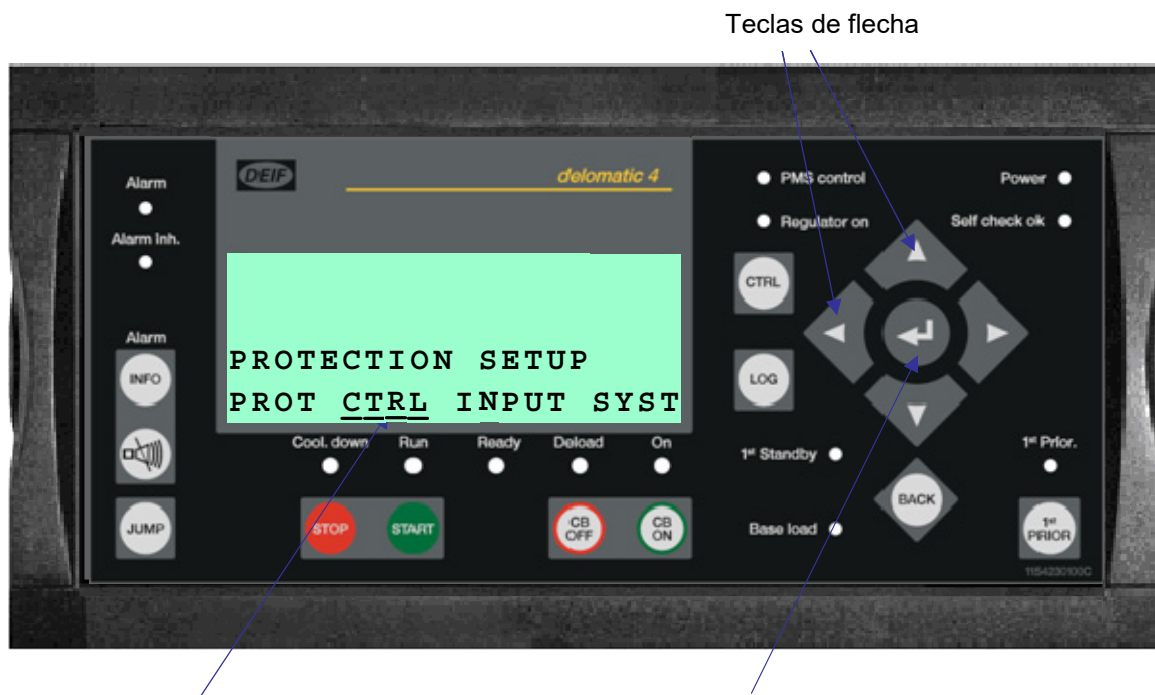 Teclas de flecha
DEIF
delomatic 4
Alarm
Alarm Inh.
PMS control
Power
Regulator on
Self check ok
CTRL
PROTECTION SETUP
PROT CTRL INPUT SYST
Alarm
INFO
LOG
Cool. down
Run
Ready
Deload
On
1st Standby
1st Prior.
JUMP
STOP
START
CB
OFF
CB
ON
Base load
BACK
1st
PIRIOR
11S4230100C